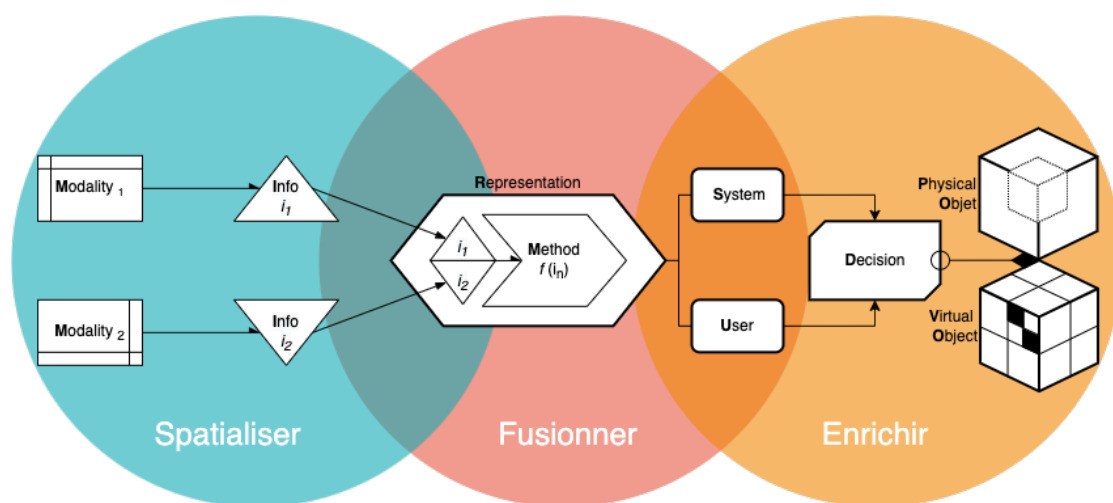 Modality 1
Info
i1
Modality 2
Info
i2
Representation
i1
i2
Method
f (in)
System
User
Decision
Physical
Objet
Virtual
Object
Spatialiser
Fusionner
Enrichir